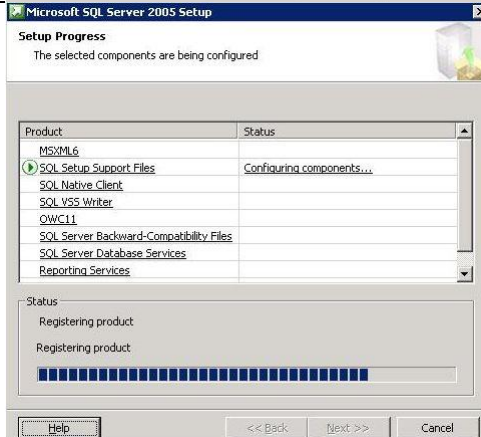 Microsoft SQL Server 2005 Setup
Setup Progress
The selected components are being configured
Product Status
MSXML6
SQL Setup Support Files Configuring components...
SQL Native Client
SQL VSS Writer
OWC11
SQL Server Backward-Compatibility Files
SQL Server Database Services
Reporting Services
Status
Registering product
Registering product
Help << Back Next >> Cancel